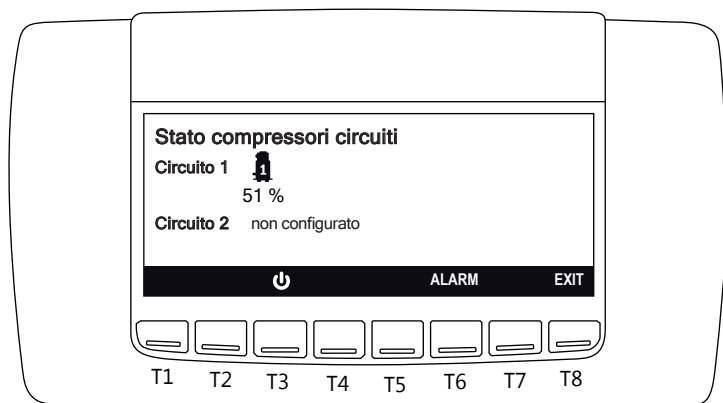 Stato compressori circuiti
Circuito 1 1
51 %
Circuito 2 non configurato
ALARM EXIT
T1 T2 T3 T4 T5 T6 T7 T8